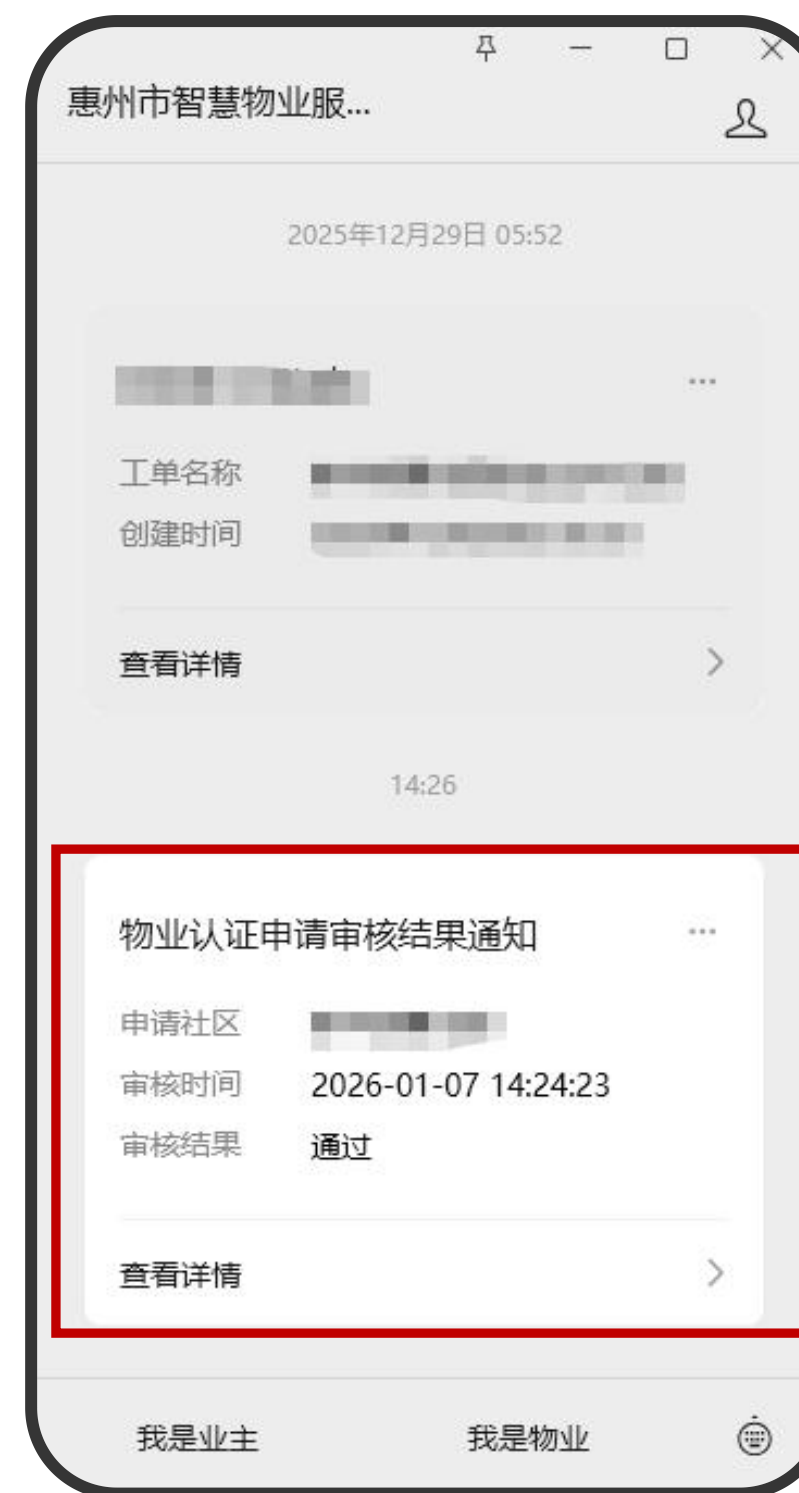 惠州市智慧物业服...
2025年12月29日 05:52
工单名称
创建时间
查看详情
14:26
物业认证申请审核结果通知
申请社区
审核时间 2026-01-07 14:24:23
审核结果 通过
查看详情
我是业主 我是物业